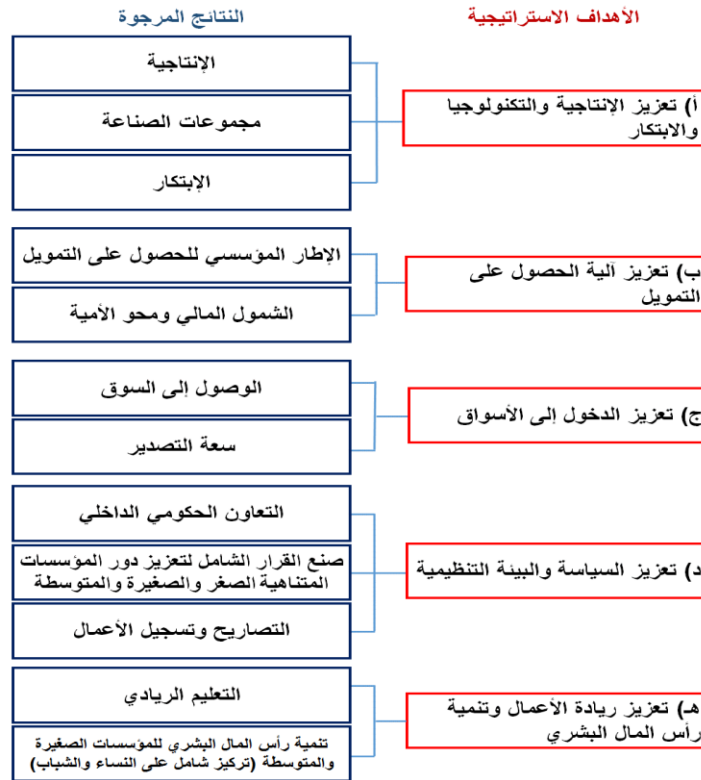 الأهداف الاستراتيجية
النتائج المرجوة
أ) تعزيز الإنتاجية والتكنولوجيا
والابتكار
الإنتاجية
مجموعات الصناعة
الإبتكار
ب) تعزيز آلية الحصول على
التمويل
الإطار المؤسسي للحصول على التمويل
الشمول المالي ومحو الأمية
ج) تعزيز الدخول إلى الأسواق
الوصول إلى السوق
سعة التصدير
د) تعزيز السياسة والبيئة التنظيمية
التعاون الحكومي الداخلي
صنع القرار الشامل لتعزيز دور المؤسسات
المتناهية الصغر والصغيرة والمتوسطة
التصاريح وتسجيل الأعمال
هـ) تعزيز ريادة الأعمال وتنمية
رأس المال البشري
التعليم الريادي
تنمية رأس المال البشري للمؤسسات الصغيرة
والمتوسطة (تركيز شامل على النساء والشباب)